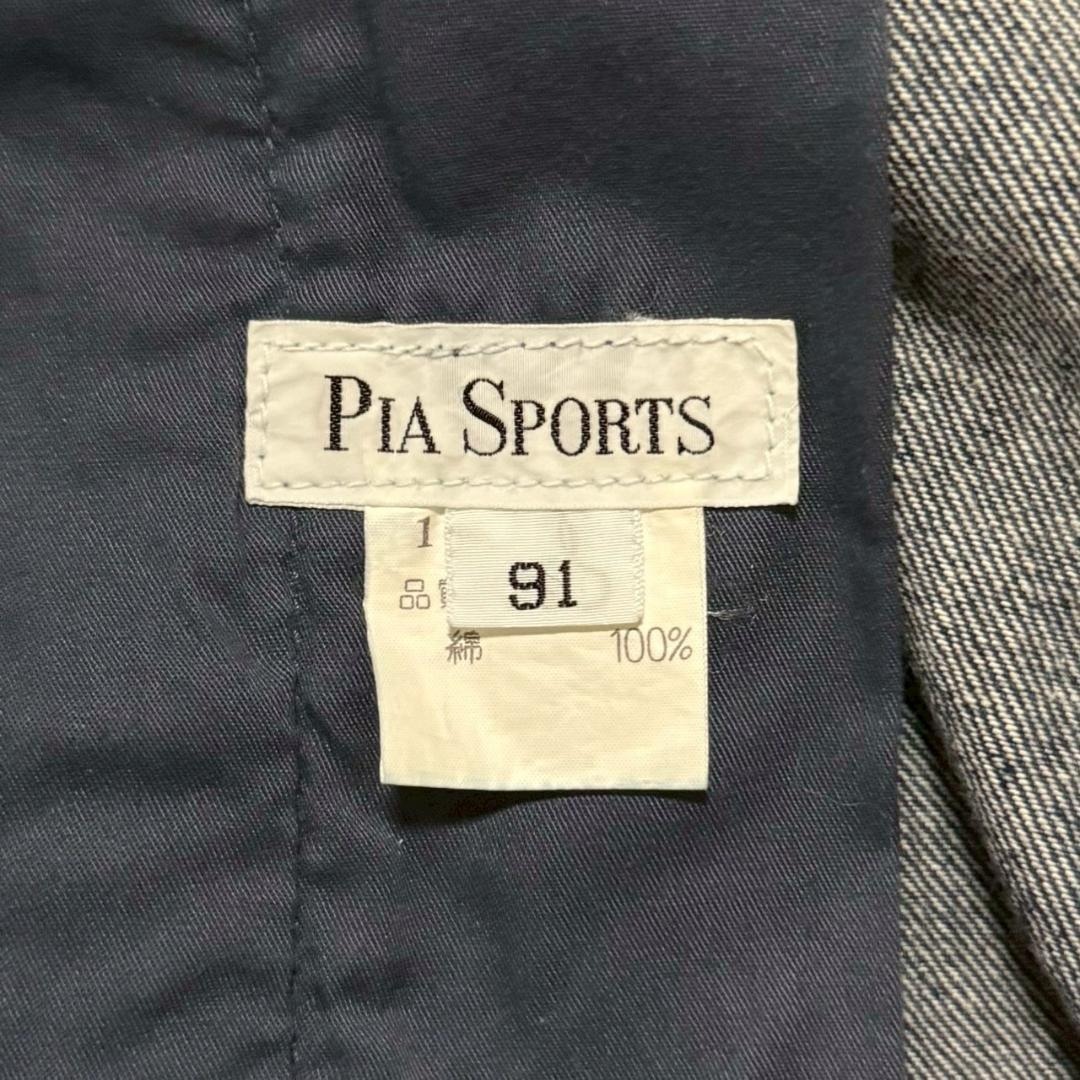 PIA SPORTS
1
91
品
綿 100%